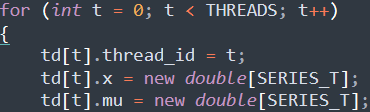 for (int t = 0; t < THREADS; t++)
{
    td[t].thread_id = t;
    td[t].x = new double[SERIES_T];
    td[t].mu = new double[SERIES_T];